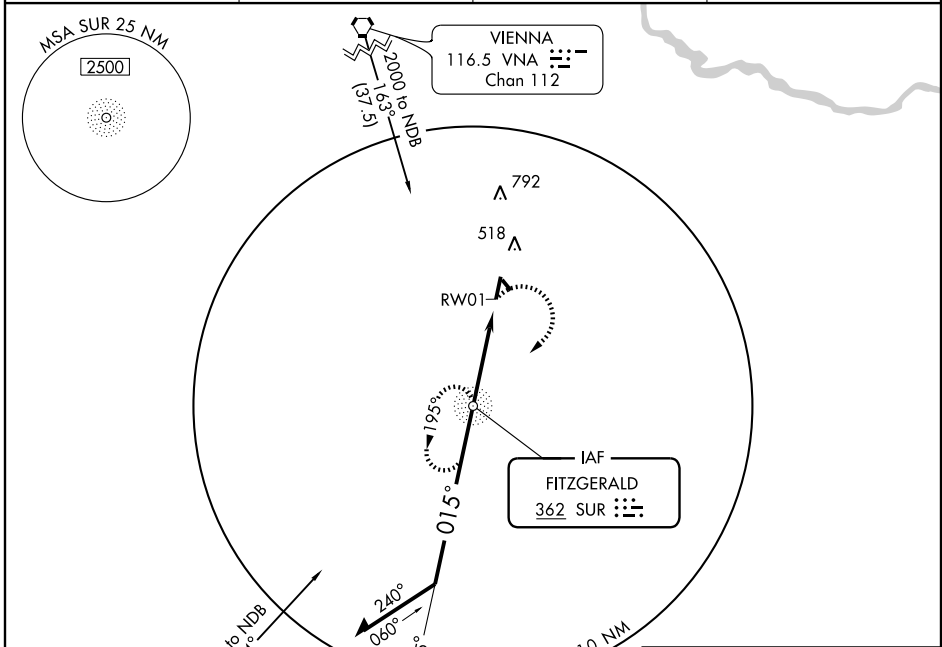 MSA SUR 25 NM
2500
VIENNA
116.5 VNA
Chan 112
2000 to NDB
163°
(37.5)
792
518
RW01
195°
IAF
FITZGERALD
362 SUR
015°
240°
060°
to NDB
10 NM